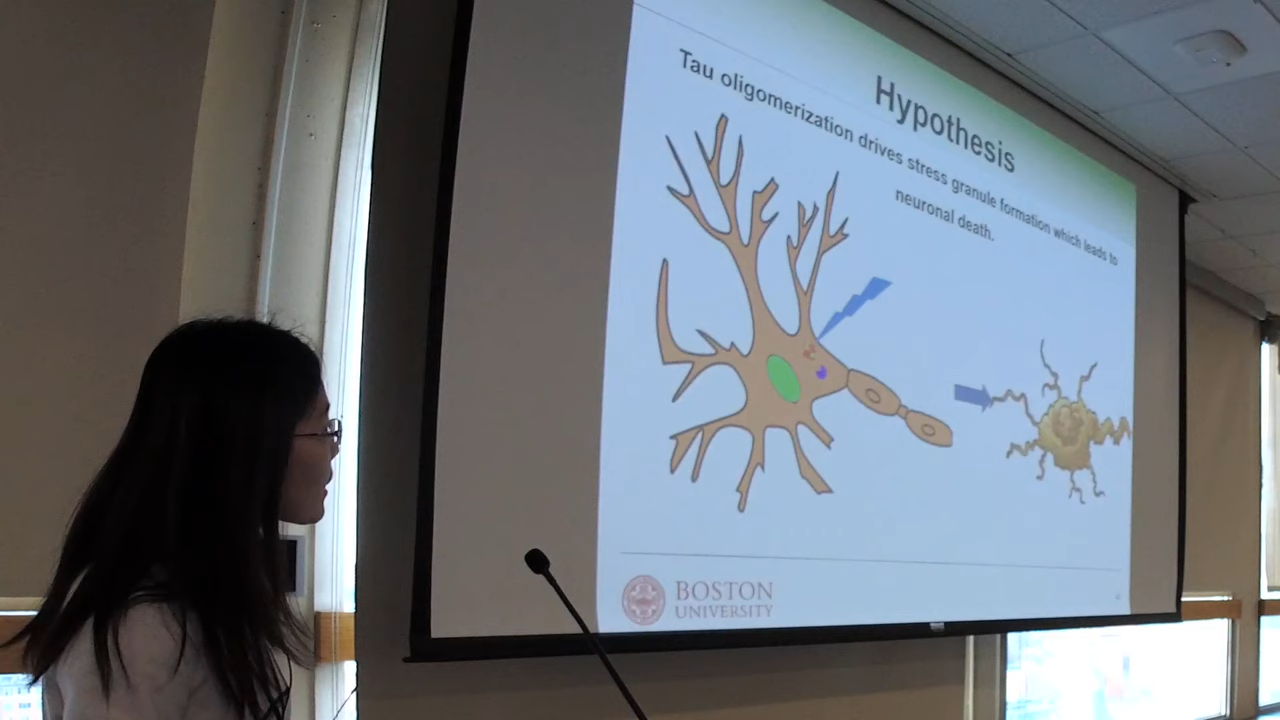 Hypothesis
Tau oligomerization drives stress granule formation which leads to
neuronal death.
BOSTON
UNIVERSITY